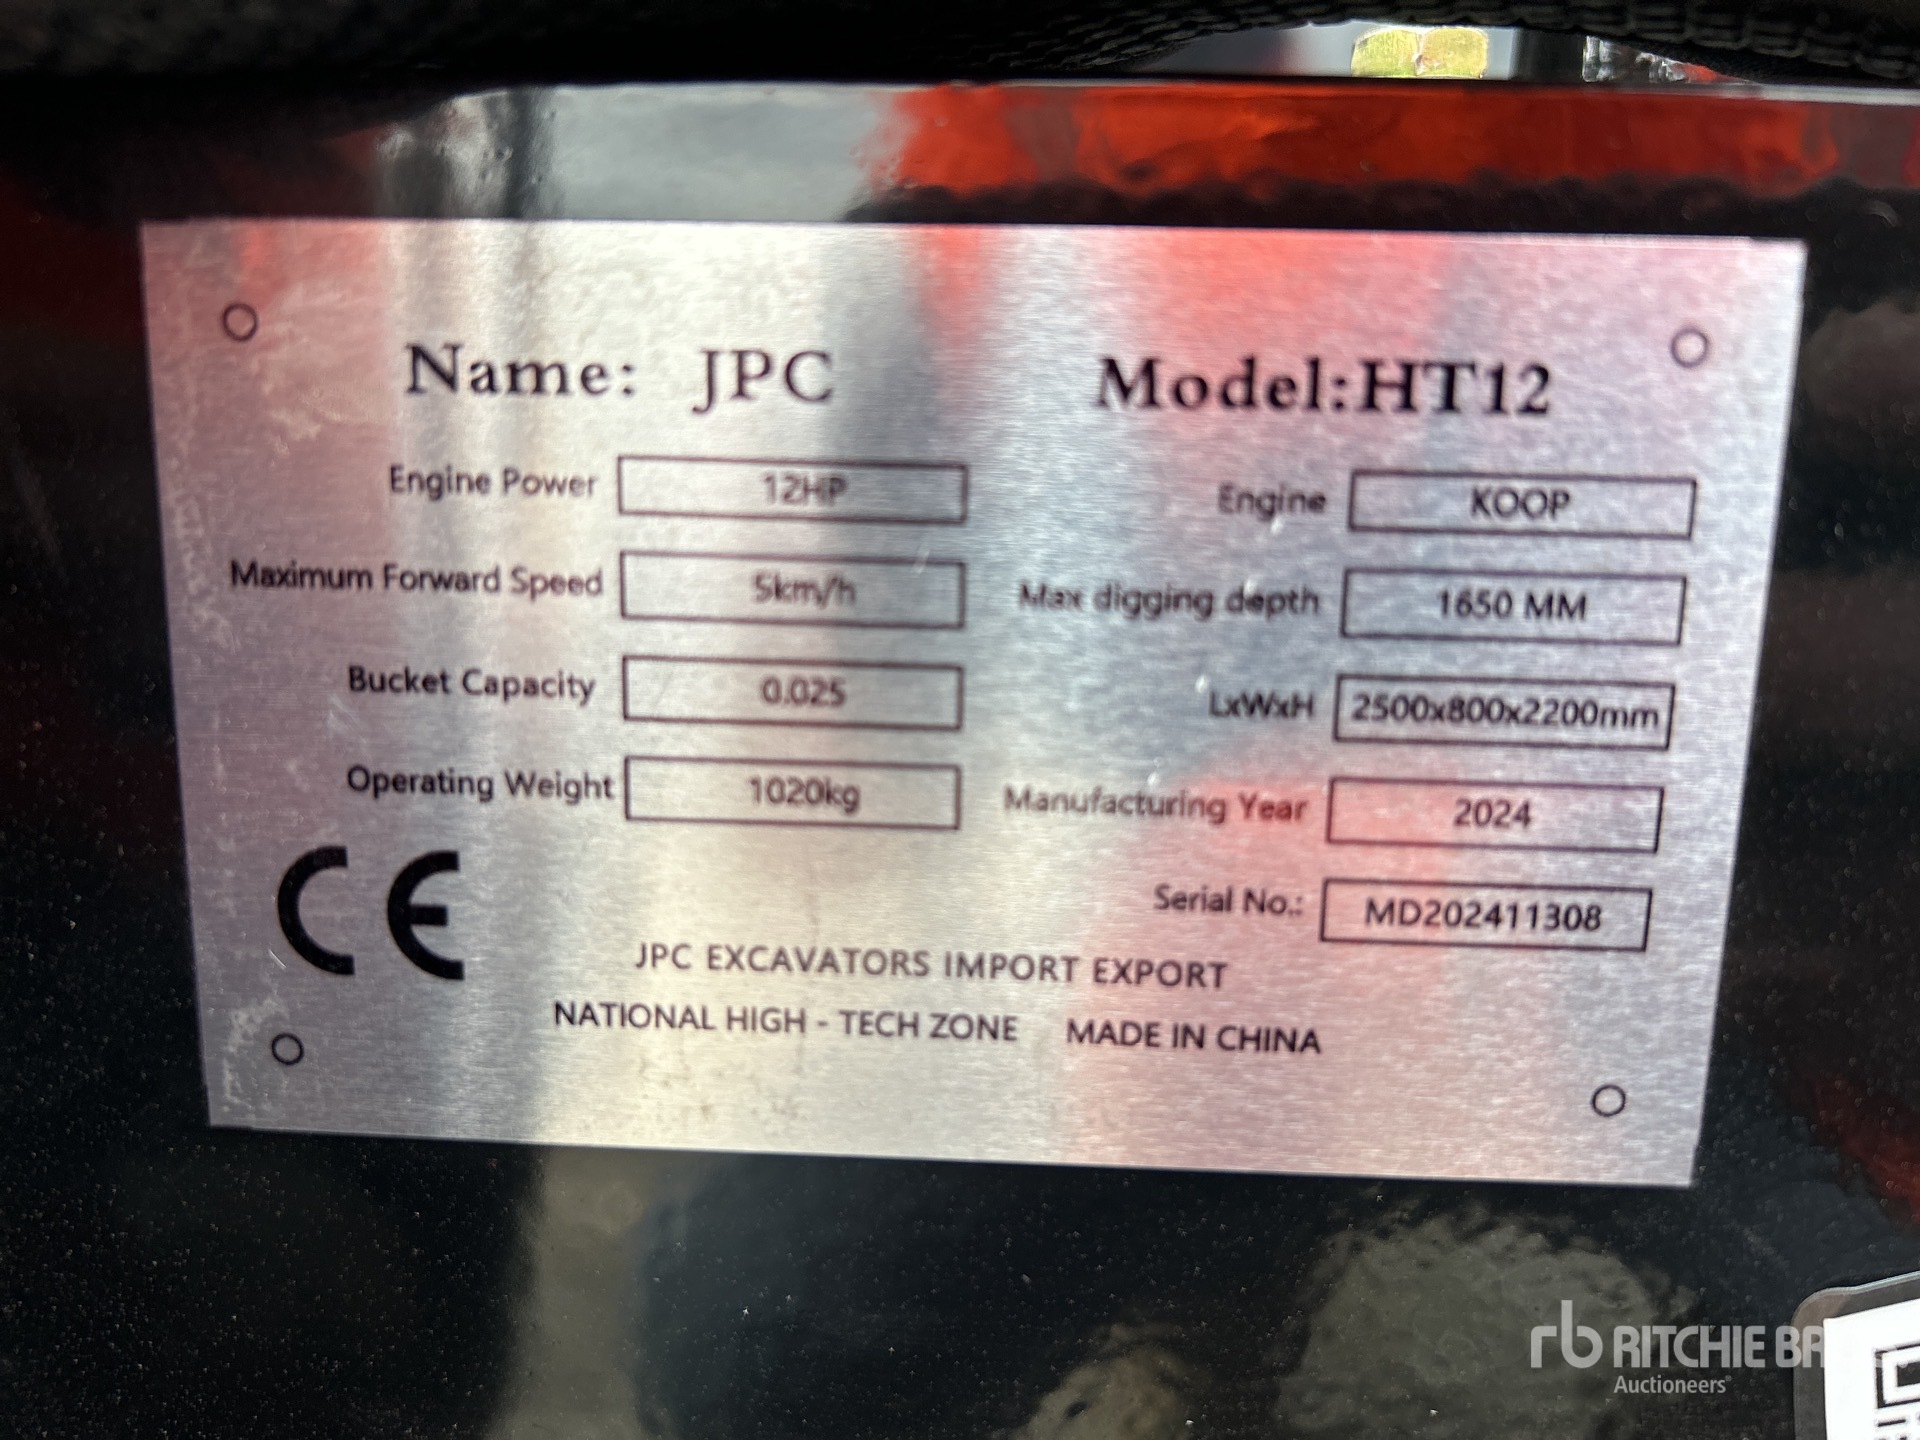 Name: JPC Model:HT12
Engine Power 12HP Engine KOOP
Maximum Forward Speed 5km/h Max digging depth 1650 MM
Bucket Capacity 0.025 LxWxH 2500x800x2200mm
Operating Weight 1020kg Manufacturing Year 2024
CE Serial No.: MD202411308
JPC EXCAVATORS IMPORT EXPORT
NATIONAL HIGH - TECH ZONE MADE IN CHINA
rb RITCHIE BR
Auctioneers